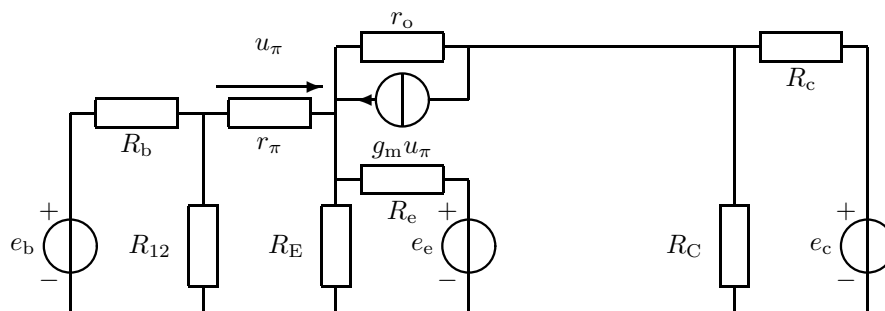 r_o
u_π
R_c
R_b
r_π
g_m u_π
R_e
+
+
+
e_b
R_12
R_E
e_e
R_C
e_c
−
−
−